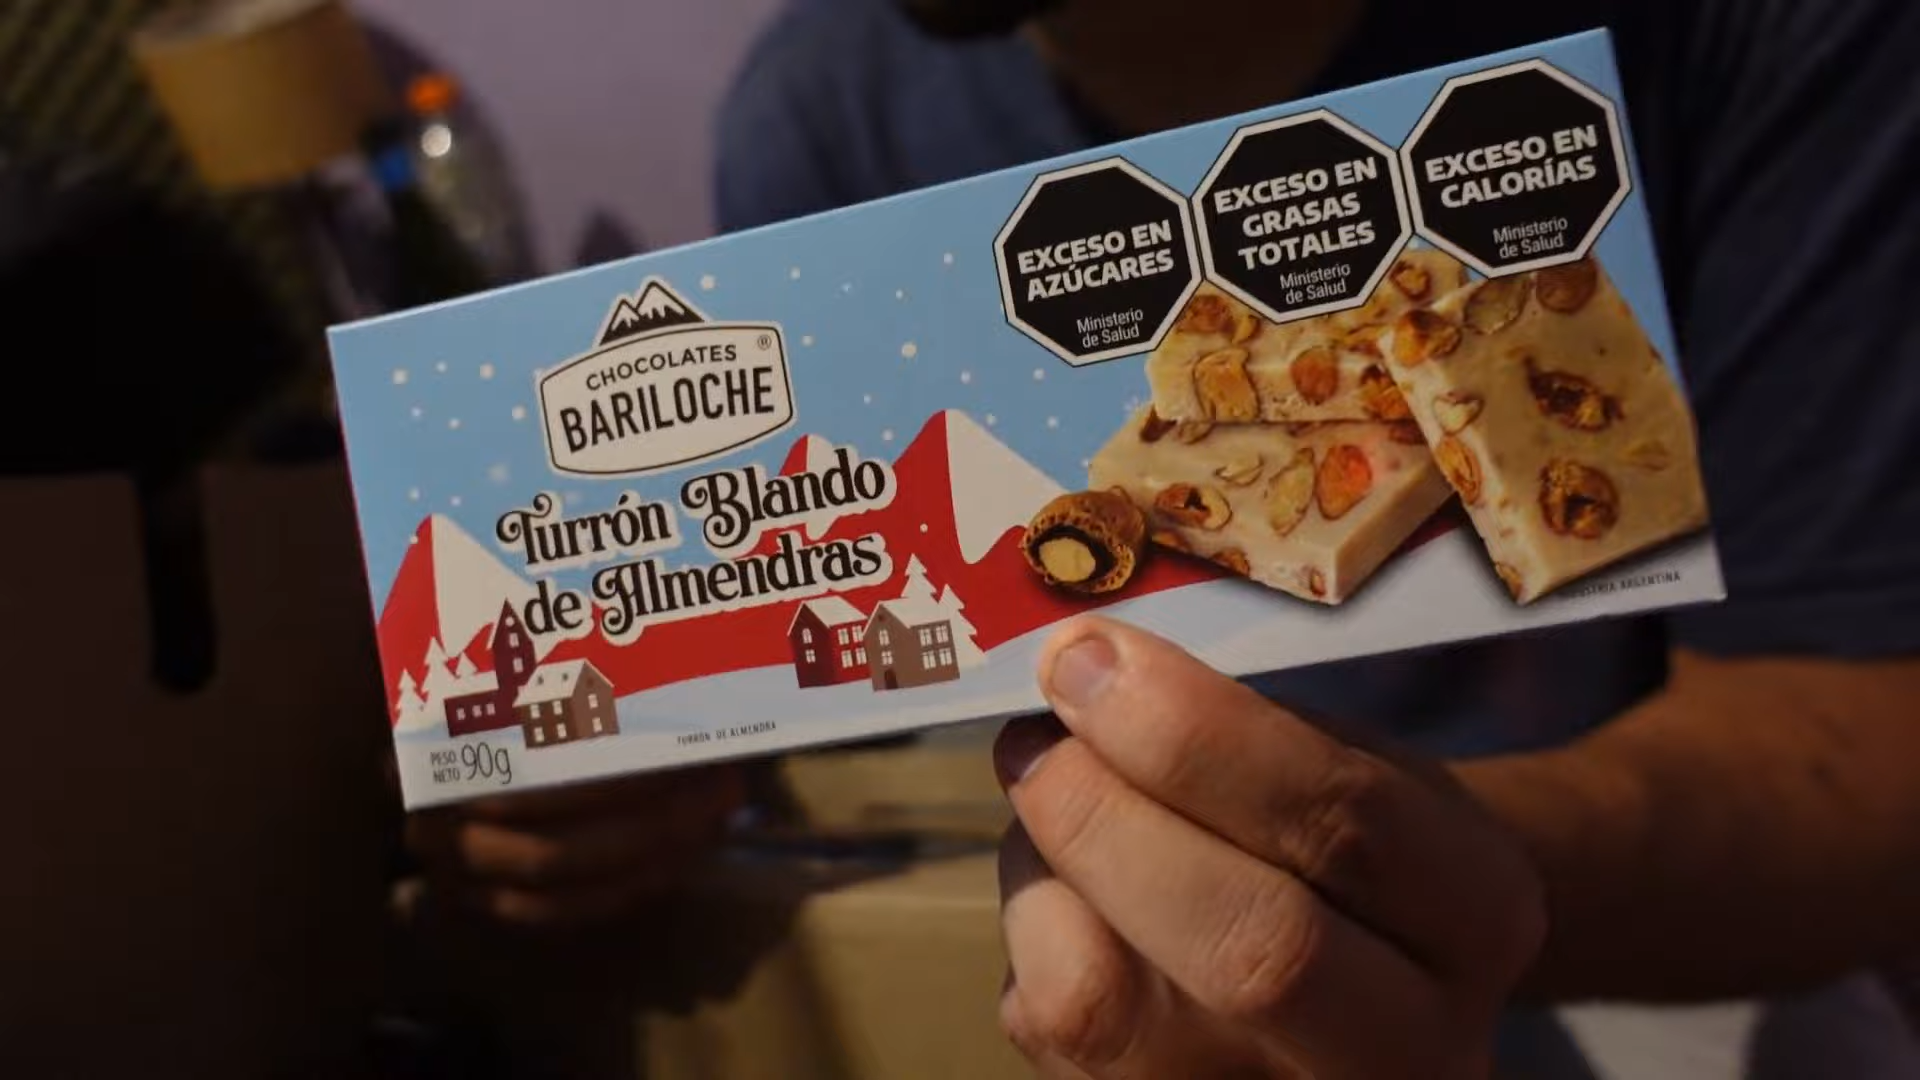 CHOCOLATES ®
BARILOCHE
Turrón Blando
de Almendras
PESO
NETO 90g
TURRÓN DE ALMENDRA
EXCESO EN
AZÚCARES
Ministerio
de Salud
EXCESO EN
GRASAS
TOTALES
Ministerio
de Salud
EXCESO EN
CALORÍAS
Ministerio
de Salud
ARGENTINA